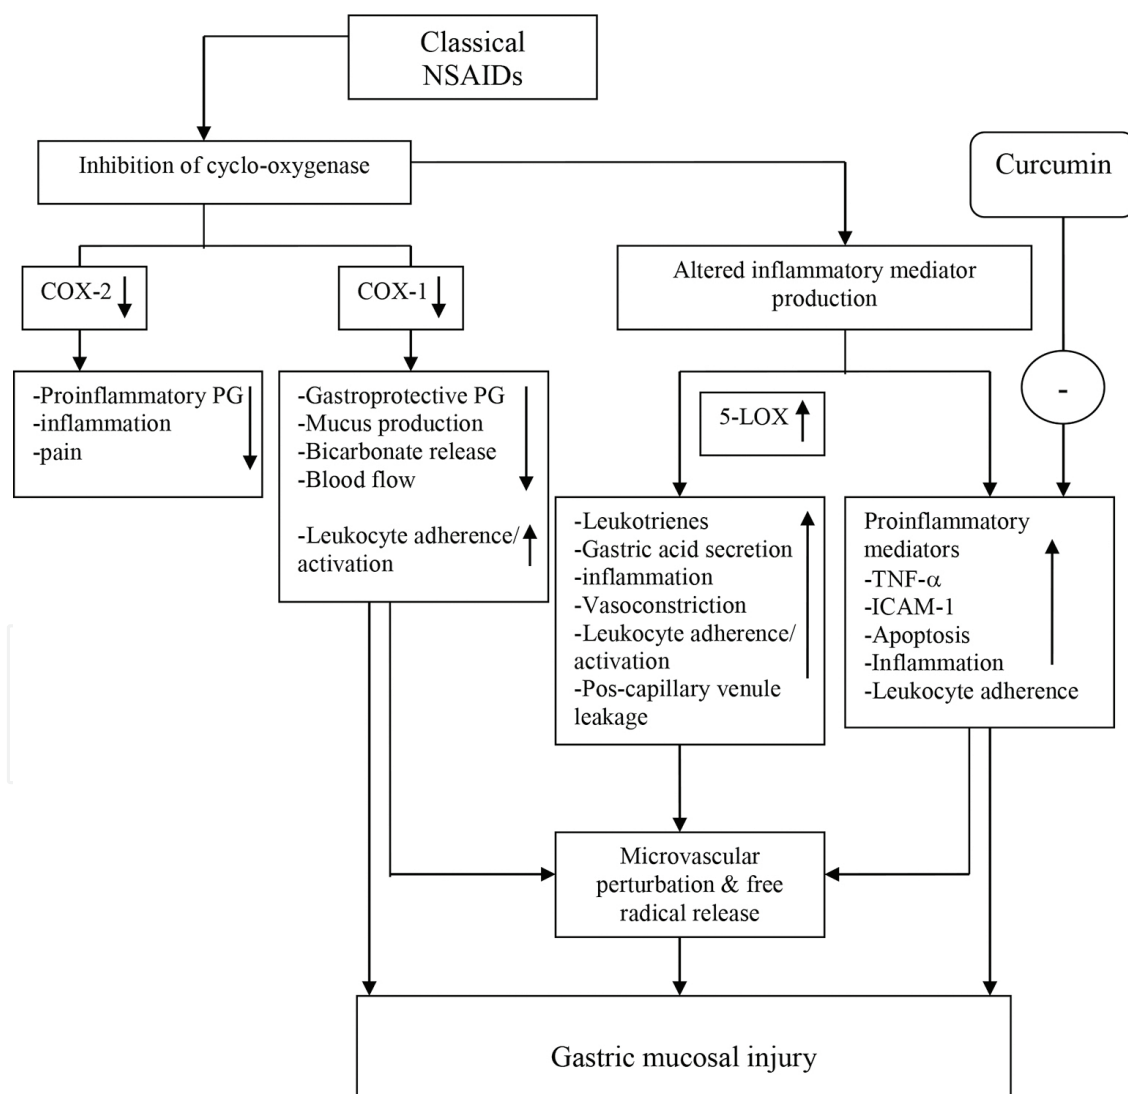 Classical
NSAIDs
Inhibition of cyclo-oxygenase
Curcumin
COX-2
COX-1
Altered inflammatory mediator
production
-
-Proinflammatory PG
-inflammation
-pain
-Gastroprotective PG
-Mucus production
-Bicarbonate release
-Blood flow
-Leukocyte adherence/
activation
5-LOX
-Leukotrienes
-Gastric acid secretion
-inflammation
-Vasoconstriction
-Leukocyte adherence/
activation
-Pos-capillary venule
leakage
Proinflammatory
mediators
-TNF-α
-ICAM-1
-Apoptosis
-Inflammation
-Leukocyte adherence
Microvascular
perturbation & free
radical release
Gastric mucosal injury